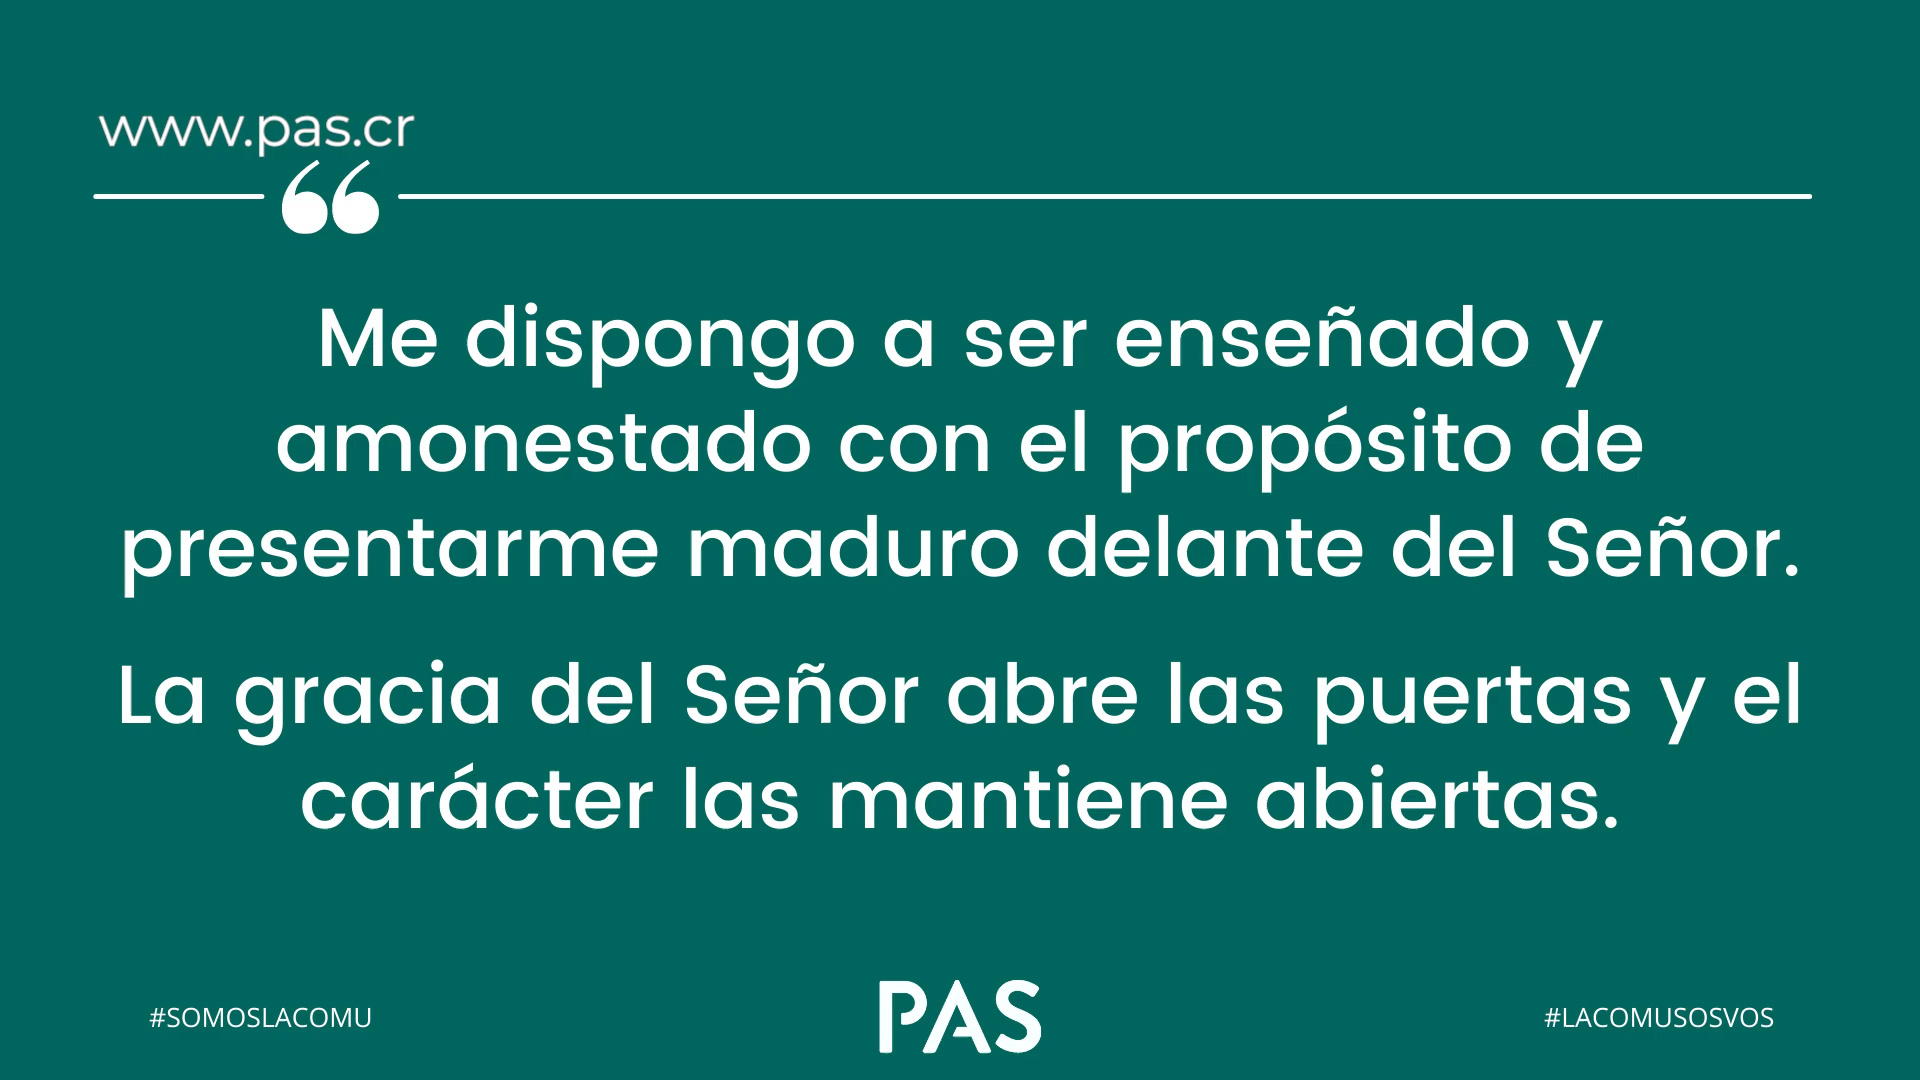 www.pas.cr
“
Me dispongo a ser enseñado y
amonestado con el propósito de
presentarme maduro delante del Señor.
La gracia del Señor abre las puertas y el
carácter las mantiene abiertas.
#SOMOSLACOMU
PAS
#LACOMUSOSVOS